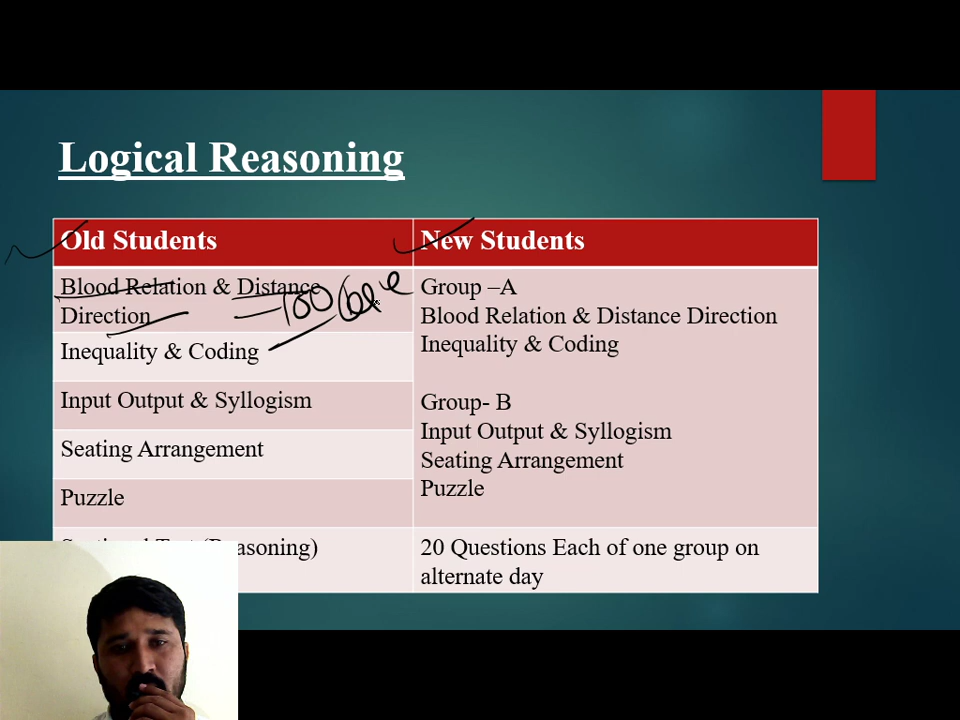 Logical Reasoning
Old Students
New Students
Blood Relation & Distance
Direction
Inequality & Coding
Input Output & Syllogism
Seating Arrangement
Puzzle
(Reasoning)
Group –A
Blood Relation & Distance Direction
Inequality & Coding
Group- B
Input Output & Syllogism
Seating Arrangement
Puzzle
20 Questions Each of one group on
alternate day